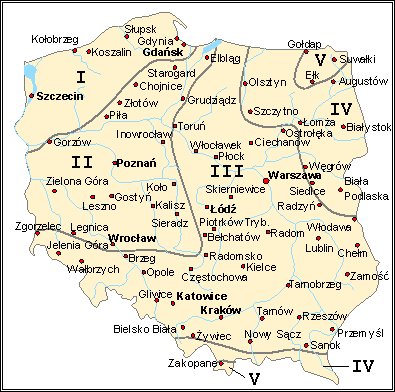 Słupsk
Kołobrzeg
Gdynia
Gołdap
Koszalin
Gdańsk
Elbląg
V
Suwałki
I
Starogard
Ełk
Augustów
Chojnice
Olsztyn
Szczecin
Złotów
Grudziądz
IV
Piła
Szczytno
Łomża
Toruń
Białystok
Inowrocław
Ostrołęka
Gorzów
Włocławek
Ciechanów
II
Płock
Poznań
III
Węgrów
Warszawa
Zielona Góra
Koło
Siedlce
Biała
Podlaska
Gostyń
Skierniewice
Leszno
Kalisz
Łódź
Radzyń
Zgorzelec
Sieradz
Piotrków Tryb.
Włodawa
Legnica
Wrocław
Bełchatów
Radom
Jelenia Góra
Lublin
Chełm
Brzeg
Radomsko
Wałbrzych
Opole
Częstochowa
Kielce
Zamość
Tarnobrzeg
Gliwice
Katowice
Kraków
Tarnów
Rzeszów
Bielsko Biała
Żywiec
Nowy Sącz
Przemyśl
Sanok
Zakopane
IV
V